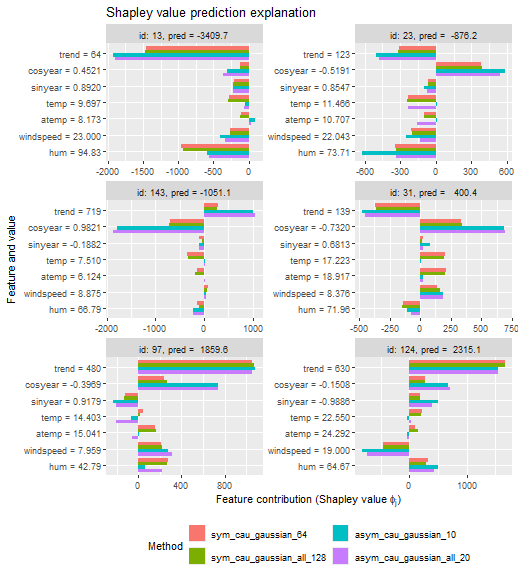 Shapley value prediction explanation
id: 13, pred = -3409.7
id: 23, pred = -876.2
trend = 64
cosyear = 0.4521
sinyear = 0.8920
temp = 9.697
atemp = 8.173
windspeed = 23.000
hum = 94.83
-2000 -1500 -1000 -500 0
trend = 123
cosyear = -0.5191
sinyear = 0.8547
temp = 11.466
atemp = 10.707
windspeed = 22.043
hum = 73.71
-600 -300 0 300 600
id: 143, pred = -1051.1
id: 31, pred = 400.4
trend = 719
cosyear = 0.9821
sinyear = -0.1882
temp = 7.510
atemp = 6.124
windspeed = 8.875
hum = 66.79
-2000 -1000 0 1000
trend = 139
cosyear = -0.7320
sinyear = 0.6813
temp = 17.223
atemp = 18.917
windspeed = 8.376
hum = 71.96
-500 -250 0 250 500 750
id: 97, pred = 1859.6
id: 124, pred = 2315.1
trend = 480
cosyear = -0.3969
sinyear = 0.9179
temp = 14.403
atemp = 15.041
windspeed = 7.959
hum = 42.79
0 400 800
trend = 630
cosyear = -0.1508
sinyear = -0.9886
temp = 22.550
atemp = 24.292
windspeed = 19.000
hum = 64.67
0 1000
Feature and value
Feature contribution (Shapley value ϕj)
Method
sym_cau_gaussian_64
sym_cau_gaussian_all_128
asym_cau_gaussian_10
asym_cau_gaussian_all_20